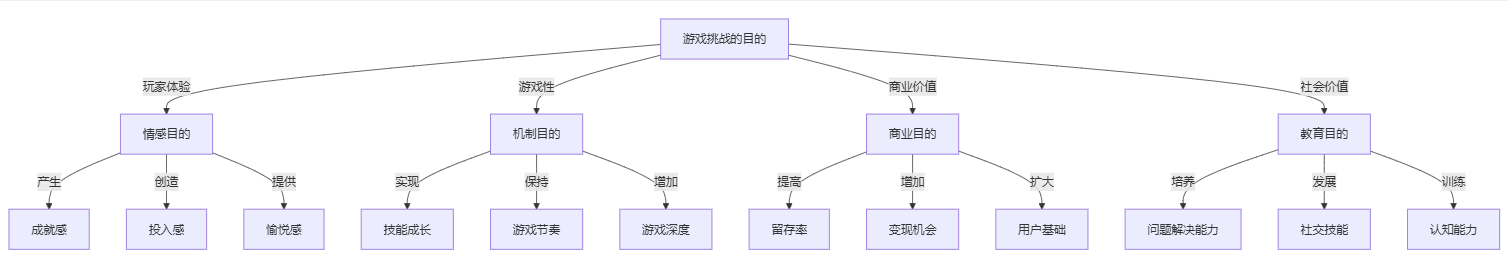 游戏挑战的目的
玩家体验
游戏性
商业价值
社会价值
情感目的
机制目的
商业目的
教育目的
产生
创造
提供
实现
保持
增加
提高
增加
扩大
培养
发展
训练
成就感
投入感
愉悦感
技能成长
游戏节奏
游戏深度
留存率
变现机会
用户基础
问题解决能力
社交技能
认知能力